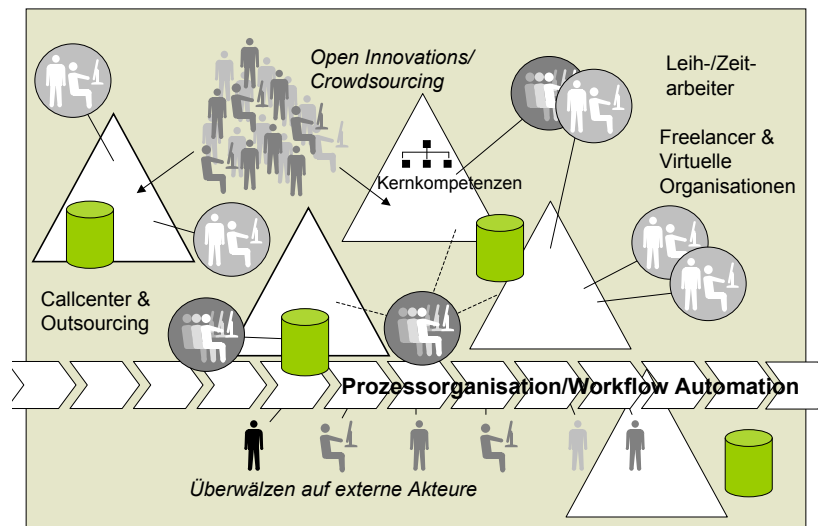 Open Innovations/
Crowdsourcing
Leih-/Zeit-
arbeiter
Freelancer &
Virtuelle
Organisationen
Kernkompetenzen
Callcenter &
Outsourcing
Prozessorganisation/Workflow Automation
Überwälzen auf externe Akteure